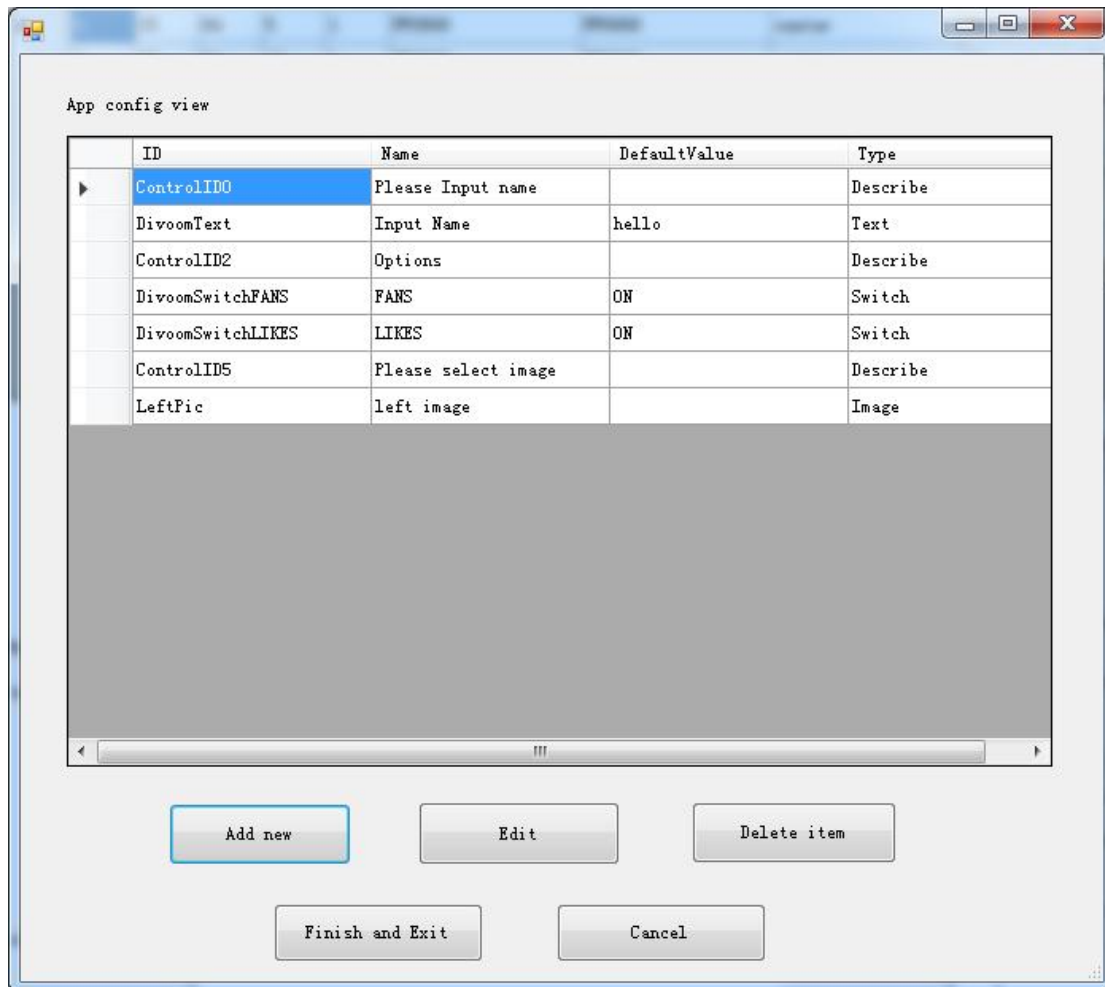 App config view
ID Name DefaultValue Type
ControlID0 Please Input name Describe
DivoomText Input Name hello Text
ControlID2 Options Describe
DivoomSwitchFANS FANS ON Switch
DivoomSwitchLIKES LIKES ON Switch
ControlID5 Please select image Describe
LeftPic left image Image
Add new Edit Delete item
Finish and Exit Cancel